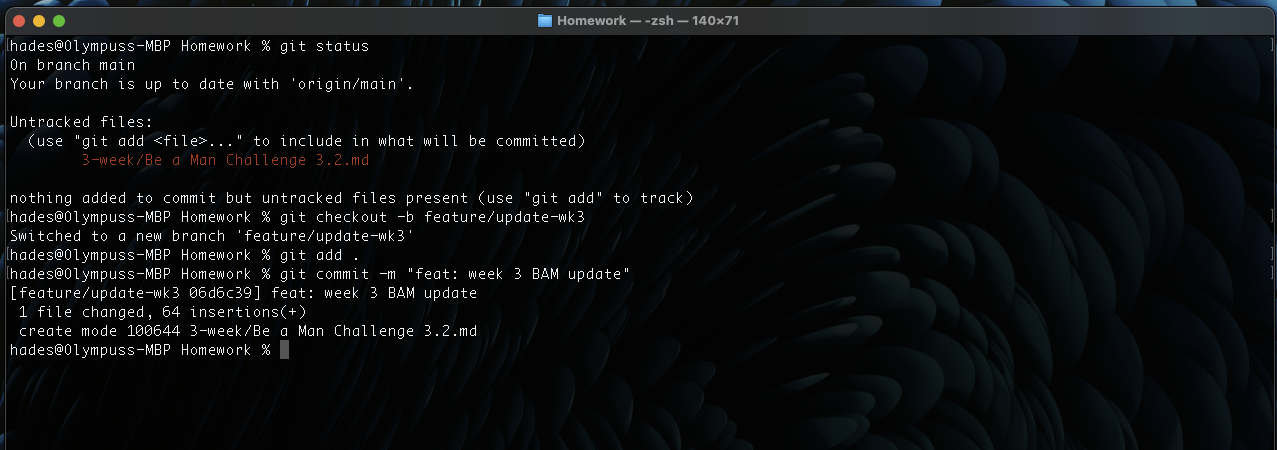 Homework — -zsh — 140×71
[hades@Olympuss-MBP Homework % git status ]
On branch main
Your branch is up to date with 'origin/main'.
Untracked files:
(use "git add <file>..." to include in what will be committed)
3-week/Be a Man Challenge 3.2.md
nothing added to commit but untracked files present (use "git add" to track)
[hades@Olympuss-MBP Homework % git checkout -b feature/update-wk3 ]
Switched to a new branch 'feature/update-wk3'
[hades@Olympuss-MBP Homework % git add . ]
[hades@Olympuss-MBP Homework % git commit -m "feat: week 3 BAM update" ]
[feature/update-wk3 06d6c39] feat: week 3 BAM update
1 file changed, 64 insertions(+)
create mode 100644 3-week/Be a Man Challenge 3.2.md
hades@Olympuss-MBP Homework %